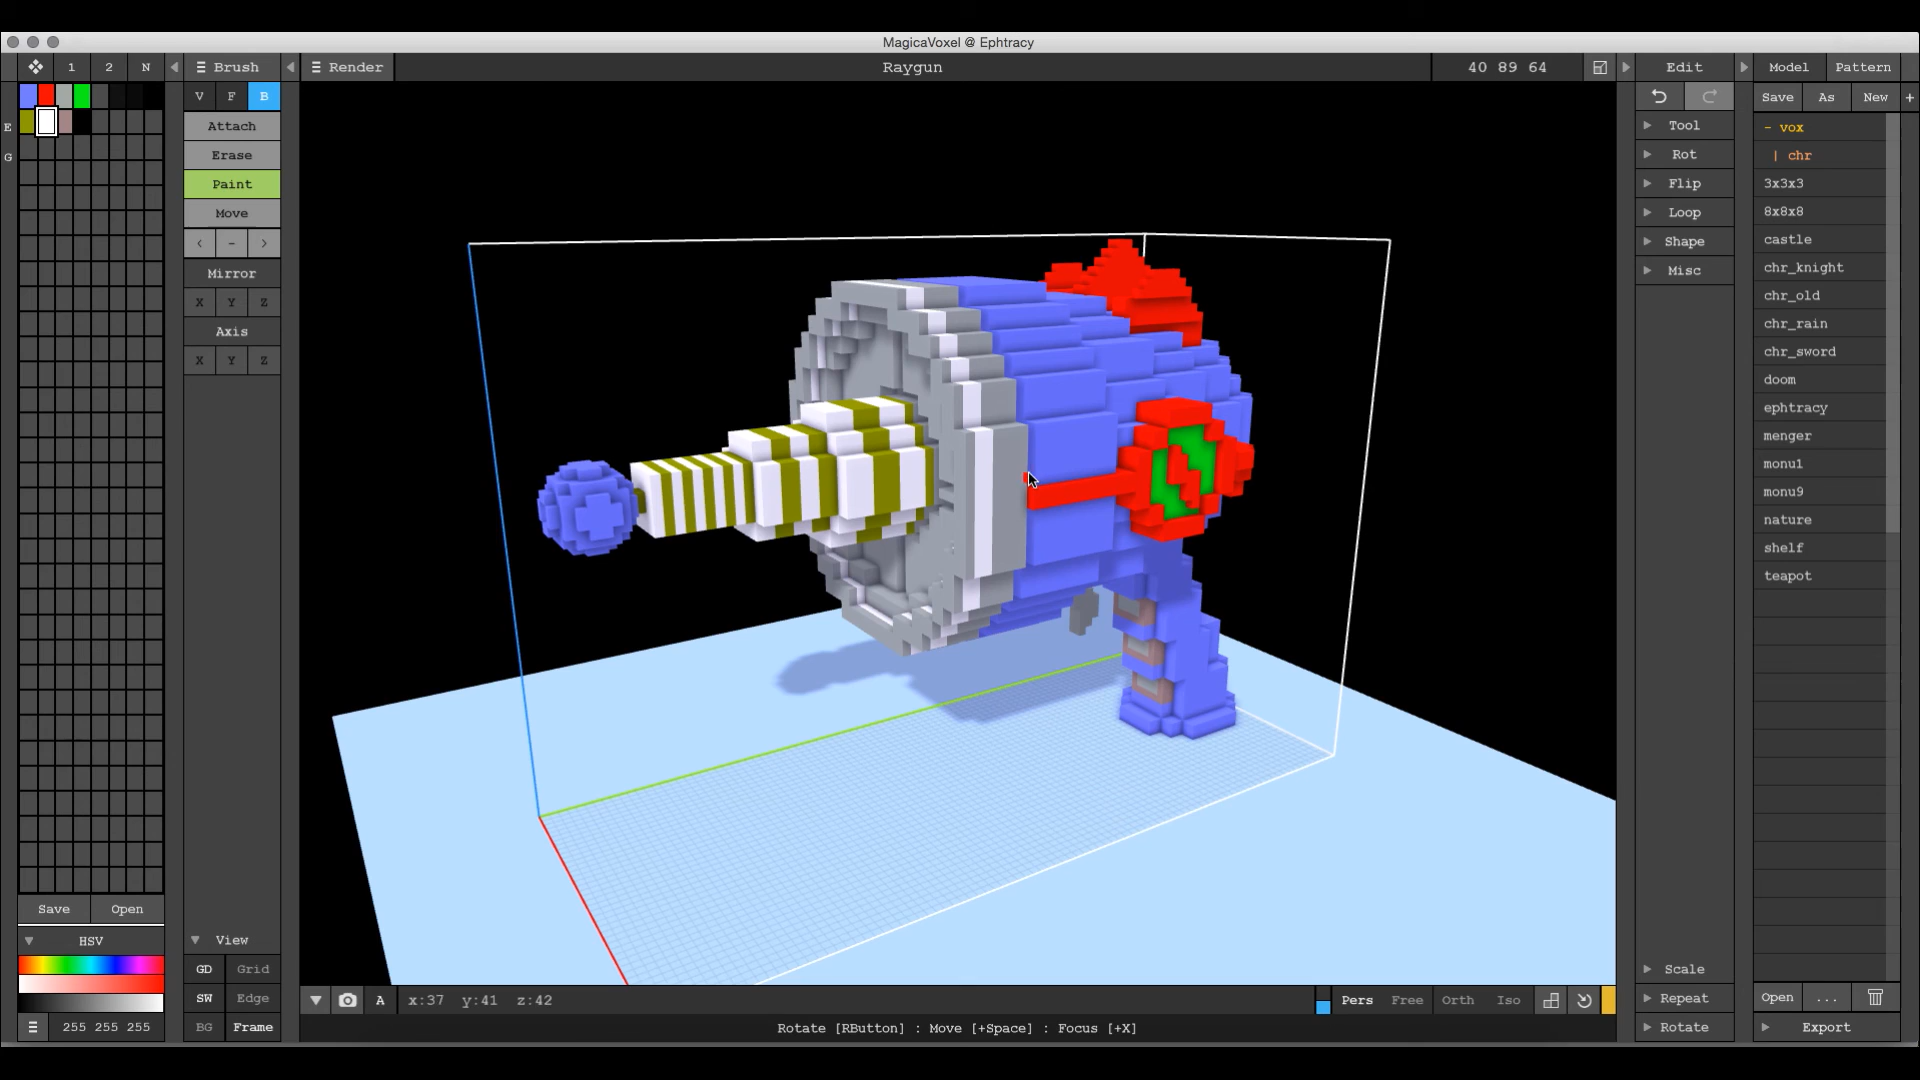 MagicaVoxel @ Ephtracy
1 2 N Brush Render Raygun 40 89 64 Edit Model Pattern
V F B Save As New +
E G
Attach Tool - vox
Erase Rot | chr
Paint Flip 3x3x3
Move Loop 8x8x8
< - > Shape castle
Mirror Misc chr_knight
X Y Z chr_old
Axis chr_rain
X Y Z chr_sword
doom
ephtracy
menger
monu1
monu9
nature
shelf
teapot
Save Open
HSV View
GD Grid Scale
SW Edge A x:37 y:41 z:42 Pers Free Orth Iso Repeat Open ...
255 255 255 BG Frame Rotate [RButton] : Move [+Space] : Focus [+X] Rotate Export